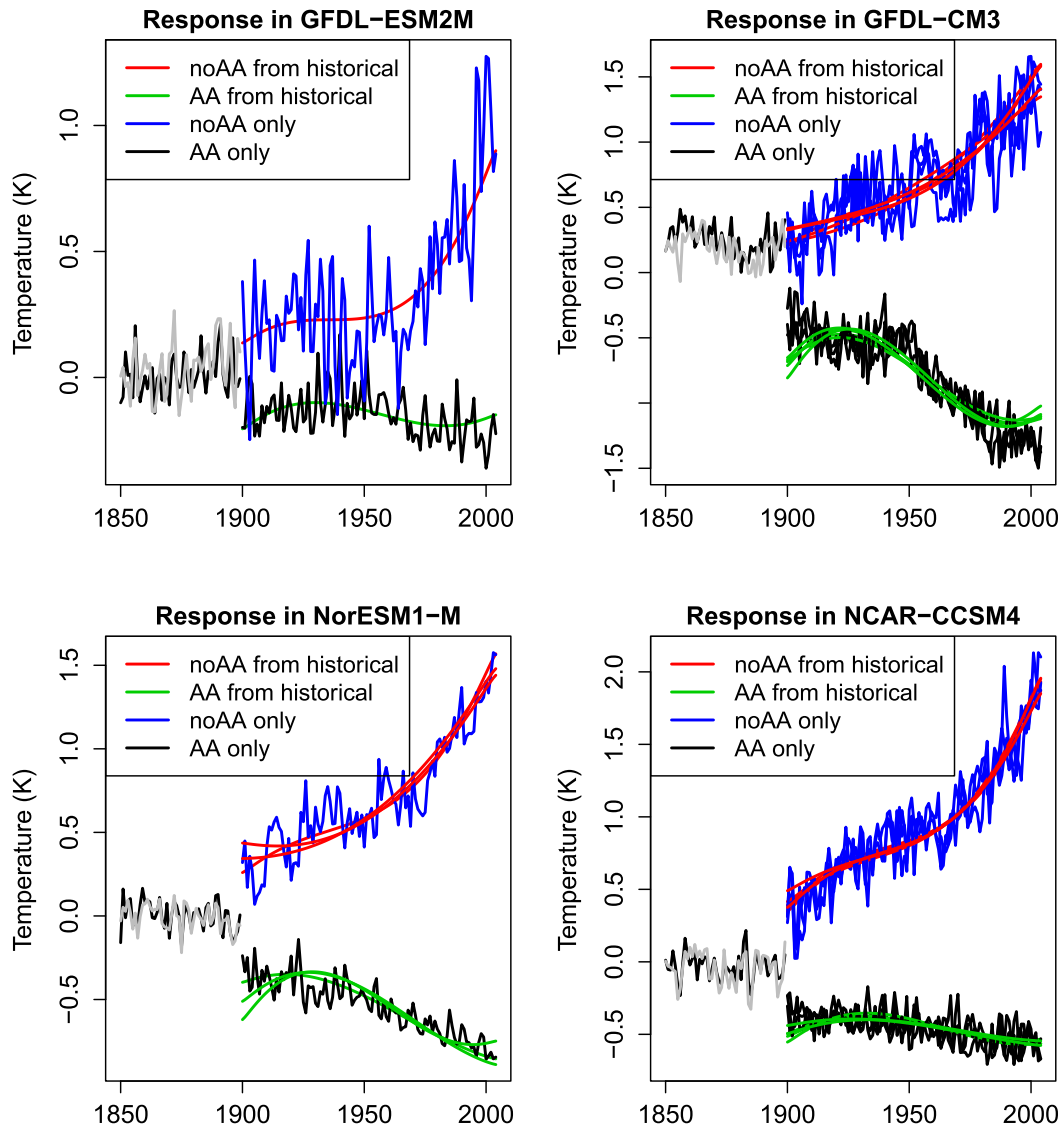 Response in GFDL−ESM2M
noAA from historical
AA from historical
noAA only
AA only
Temperature (K)
0.0 0.5 1.0
1850 1900 1950 2000
Response in GFDL−CM3
noAA from historical
AA from historical
noAA only
AA only
Temperature (K)
−1.5 −0.5 0.0 0.5 1.0 1.5
1850 1900 1950 2000
Response in NorESM1−M
noAA from historical
AA from historical
noAA only
AA only
Temperature (K)
−0.5 0.0 0.5 1.0 1.5
1850 1900 1950 2000
Response in NCAR−CCSM4
noAA from historical
AA from historical
noAA only
AA only
Temperature (K)
−0.5 0.0 0.5 1.0 1.5 2.0
1850 1900 1950 2000